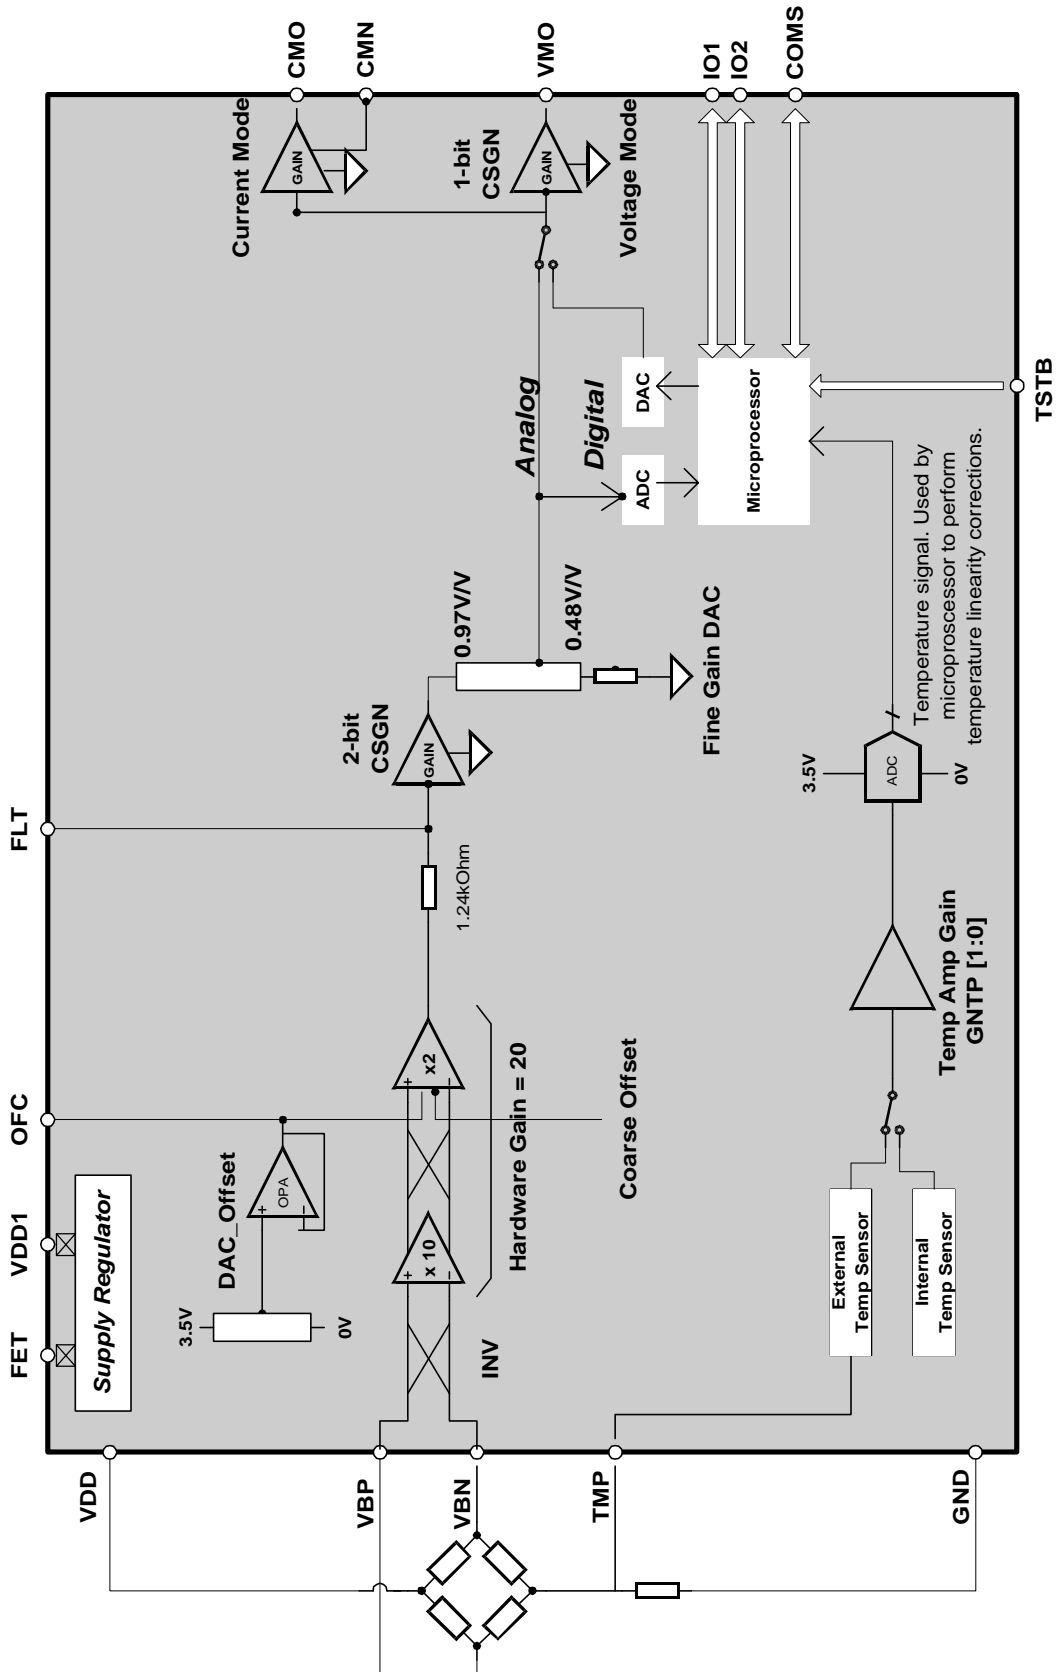 FET
VDD1
OFC
FLT
Supply Regulator
VDD
VBP
VBN
TMP
GND
3.5V
0V
DAC_Offset
OPA
+
–
INV
+
–
x 10
+
–
x2
Hardware Gain = 20
Coarse Offset
1.24kOhm
2-bit
CSGN
GAIN
0.97V/V
0.48V/V
Fine Gain DAC
Analog
Digital
ADC
DAC
Microprocessor
Current Mode
GAIN
1-bit
CSGN
GAIN
Voltage Mode
CMO
CMN
VMO
IO1
IO2
COMS
TSTB
External
Temp Sensor
Internal
Temp Sensor
Temp Amp Gain
GNTP [1:0]
3.5V
ADC
0V
Temperature signal. Used by
microproscessor to perform
temperature linearity corrections.